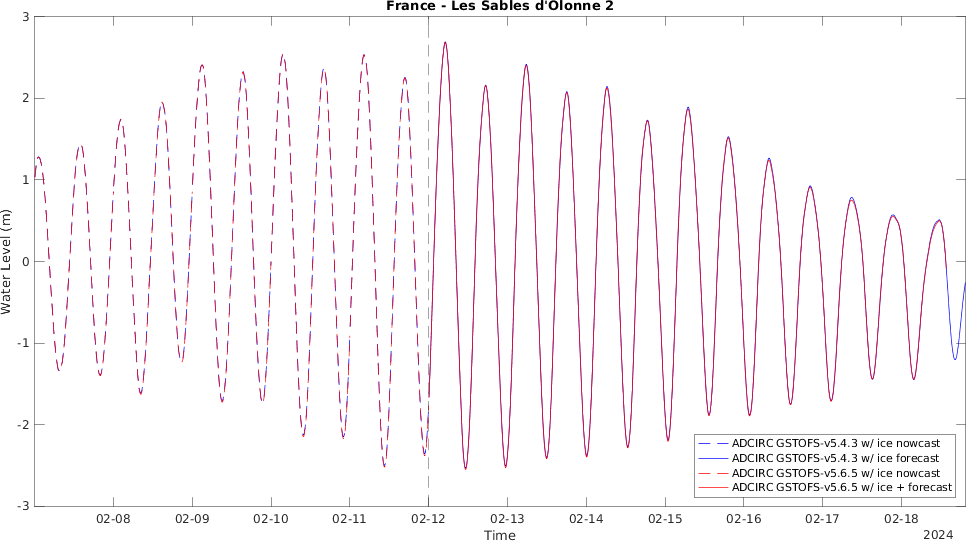 France - Les Sables d'Olonne 2
3
2
1
0
-1
-2
-3
Water Level (m)
ADCIRC GSTOFS-v5.4.3 w/ ice nowcast
ADCIRC GSTOFS-v5.4.3 w/ ice forecast
ADCIRC GSTOFS-v5.6.5 w/ ice nowcast
ADCIRC GSTOFS-v5.6.5 w/ ice + forecast
02-08 02-09 02-10 02-11 02-12 02-13 02-14 02-15 02-16 02-17 02-18
Time
2024